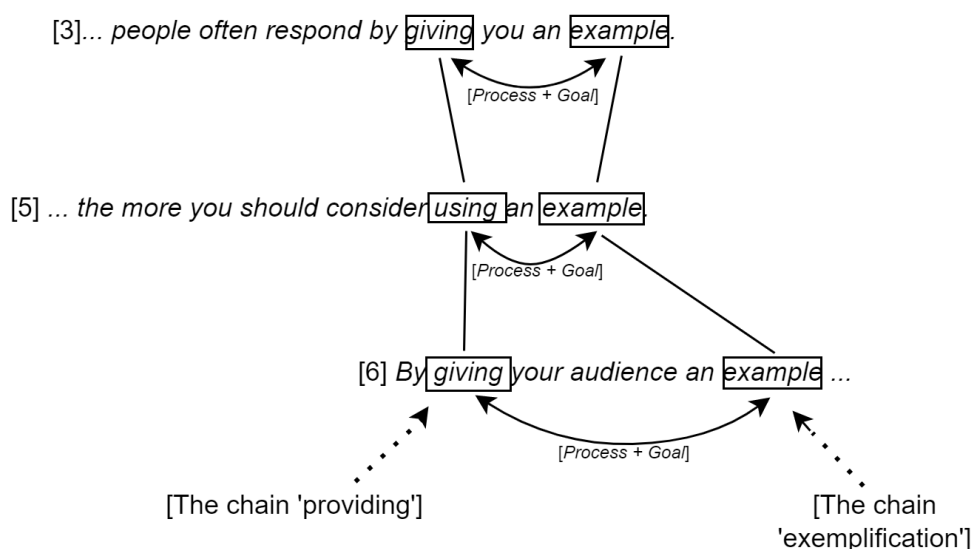 [3]... people often respond by giving you an example.
[Process + Goal]
[5] ... the more you should consider using an example.
[Process + Goal]
[6] By giving your audience an example ...
[Process + Goal]
[The chain 'providing']
[The chain
'exemplification']